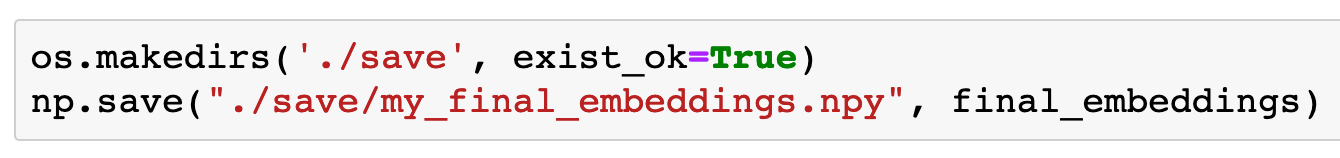 os.makedirs('./save', exist_ok=True)
np.save("./save/my_final_embeddings.npy", final_embeddings)